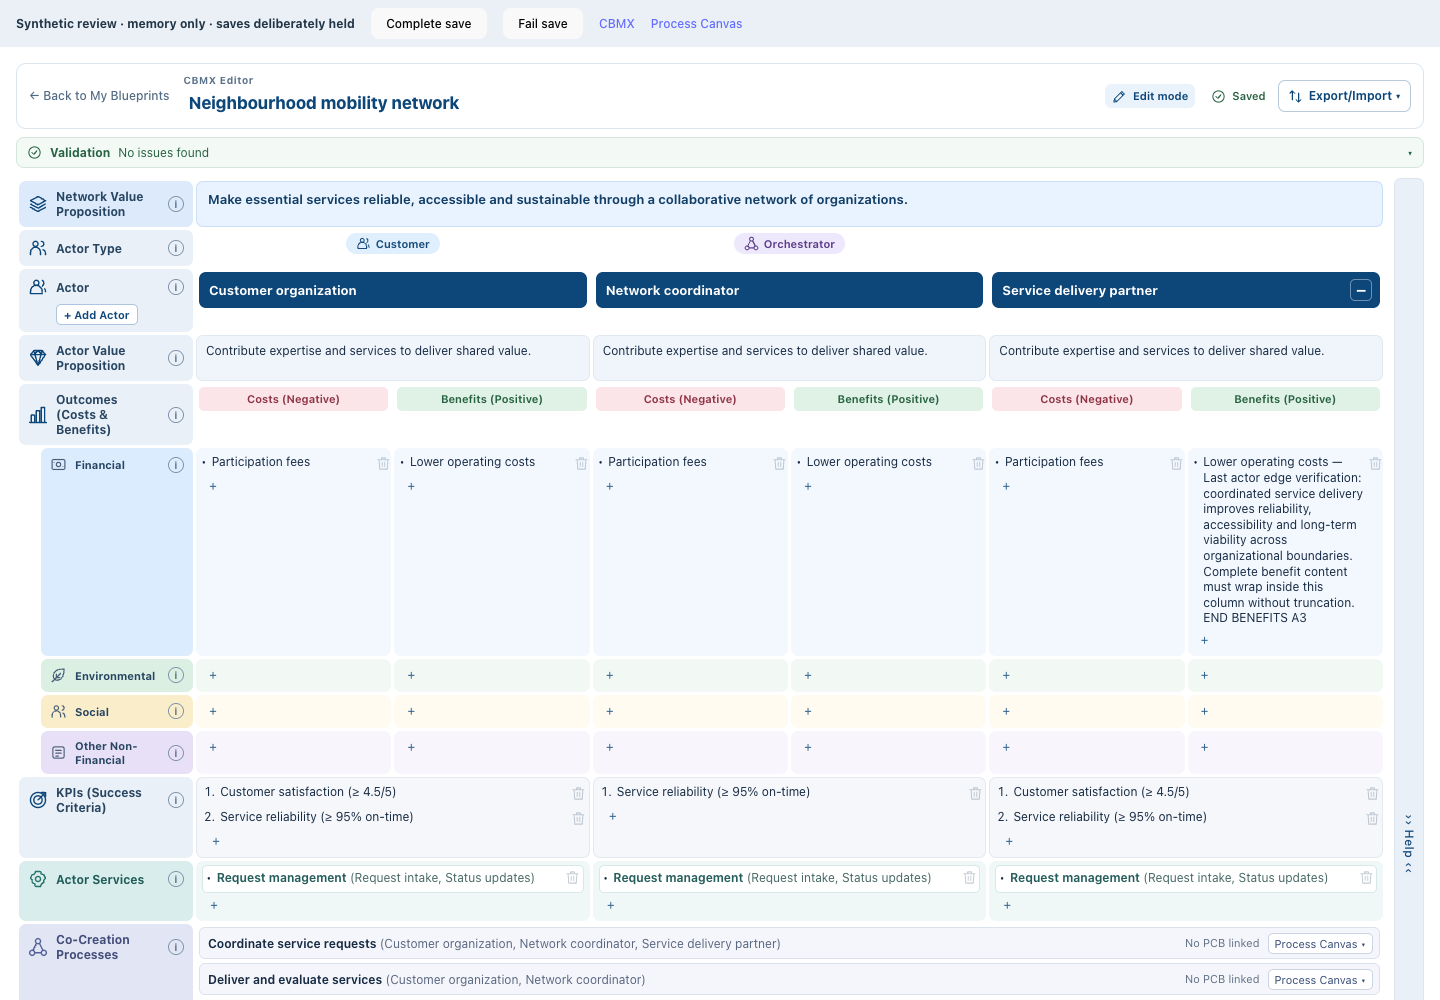 Synthetic review · memory only · saves deliberately held Complete save Fail save CBMX Process Canvas
CBMX Editor
← Back to My Blueprints
Neighbourhood mobility network
Edit mode Saved Export/Import
Validation No issues found
Network Value
Proposition
Make essential services reliable, accessible and sustainable through a collaborative network of organizations.
Actor Type
Customer Orchestrator
Actor
+ Add Actor
Customer organization Network coordinator Service delivery partner
Actor Value
Proposition
Contribute expertise and services to deliver shared value. Contribute expertise and services to deliver shared value. Contribute expertise and services to deliver shared value.
Outcomes
(Costs &
Benefits)
Costs (Negative) Benefits (Positive) Costs (Negative) Benefits (Positive) Costs (Negative) Benefits (Positive)
Financial
• Participation fees
+
• Lower operating costs
+
• Participation fees
+
• Lower operating costs
+
• Participation fees
+
• Lower operating costs —
Last actor edge verification:
coordinated service delivery
improves reliability,
accessibility and long-term
viability across
organizational boundaries.
Complete benefit content
must wrap inside this
column without truncation.
END BENEFITS A3
+
Environmental
+ + + + + +
Social
+ + + + + +
Other Non-
Financial
+ + + + + +
KPIs (Success
Criteria)
1. Customer satisfaction (≥ 4.5/5)
2. Service reliability (≥ 95% on-time)
+
1. Service reliability (≥ 95% on-time)
+
1. Customer satisfaction (≥ 4.5/5)
2. Service reliability (≥ 95% on-time)
+
Actor Services
• Request management (Request intake, Status updates)
+
• Request management (Request intake, Status updates)
+
• Request management (Request intake, Status updates)
+
Co-Creation
Processes
Coordinate service requests (Customer organization, Network coordinator, Service delivery partner) No PCB linked Process Canvas
Deliver and evaluate services (Customer organization, Network coordinator) No PCB linked Process Canvas
›› Help ‹‹